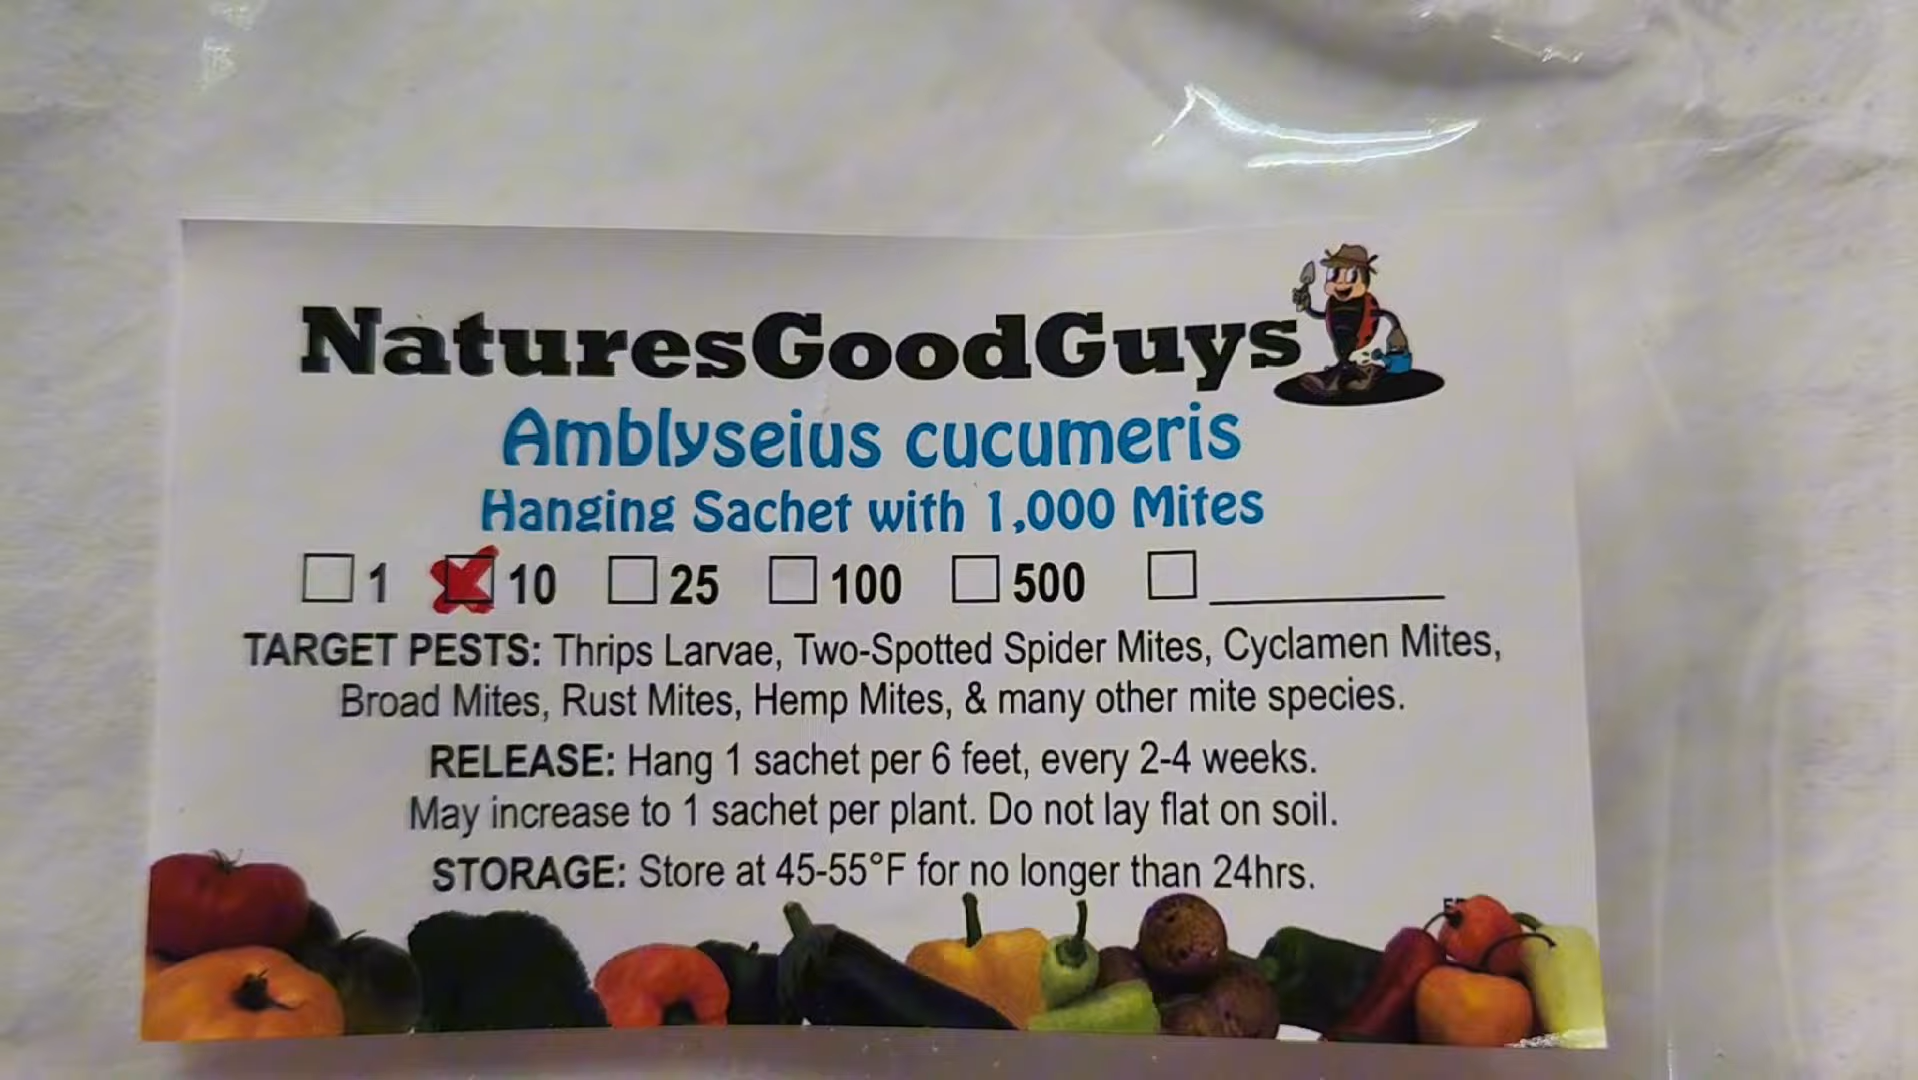 NaturesGoodGuys
Amblyseius cucumeris
Hanging Sachet with 1,000 Mites
☐ 1 ☒ 10 ☐ 25 ☐ 100 ☐ 500 ☐ ________
TARGET PESTS: Thrips Larvae, Two-Spotted Spider Mites, Cyclamen Mites,
Broad Mites, Rust Mites, Hemp Mites, & many other mite species.
RELEASE: Hang 1 sachet per 6 feet, every 2-4 weeks.
May increase to 1 sachet per plant. Do not lay flat on soil.
STORAGE: Store at 45-55°F for no longer than 24hrs.